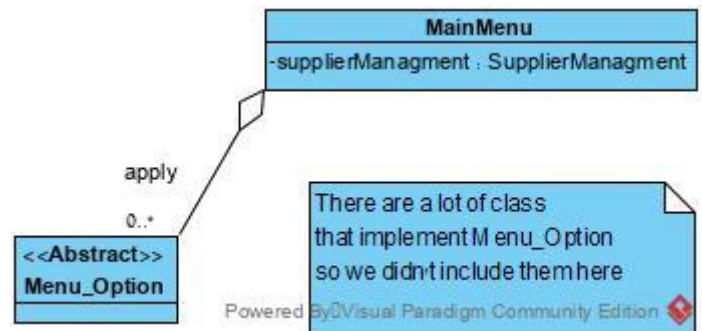 MainMenu
-supplierManagment : SupplierManagment
apply
0..*
<<Abstract>>
Menu_Option
There are a lot of class
that implement Menu_Option
so we didn't include them here
Powered By Visual Paradigm Community Edition